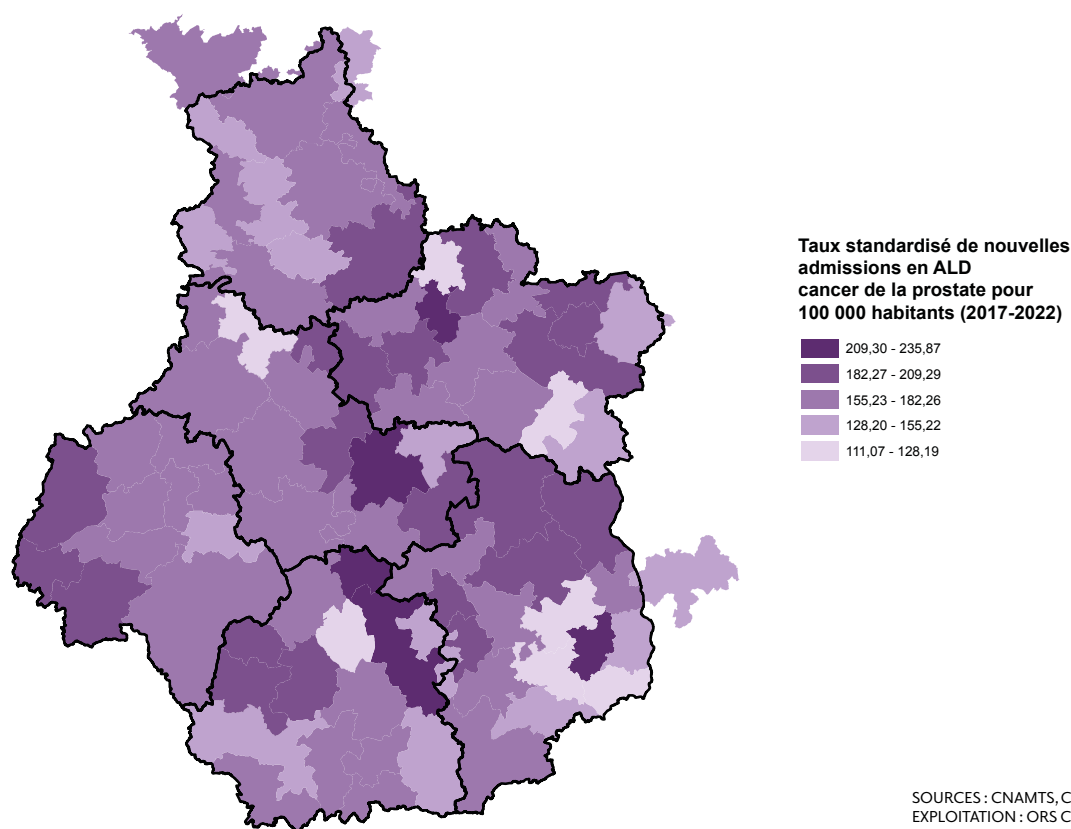 Taux standardisé de nouvelles
admissions en ALD
cancer de la prostate pour
100 000 habitants (2017-2022)
209,30 - 235,87
182,27 - 209,29
155,23 - 182,26
128,20 - 155,22
111,07 - 128,19
SOURCES : CNAMTS, C
EXPLOITATION : ORS C